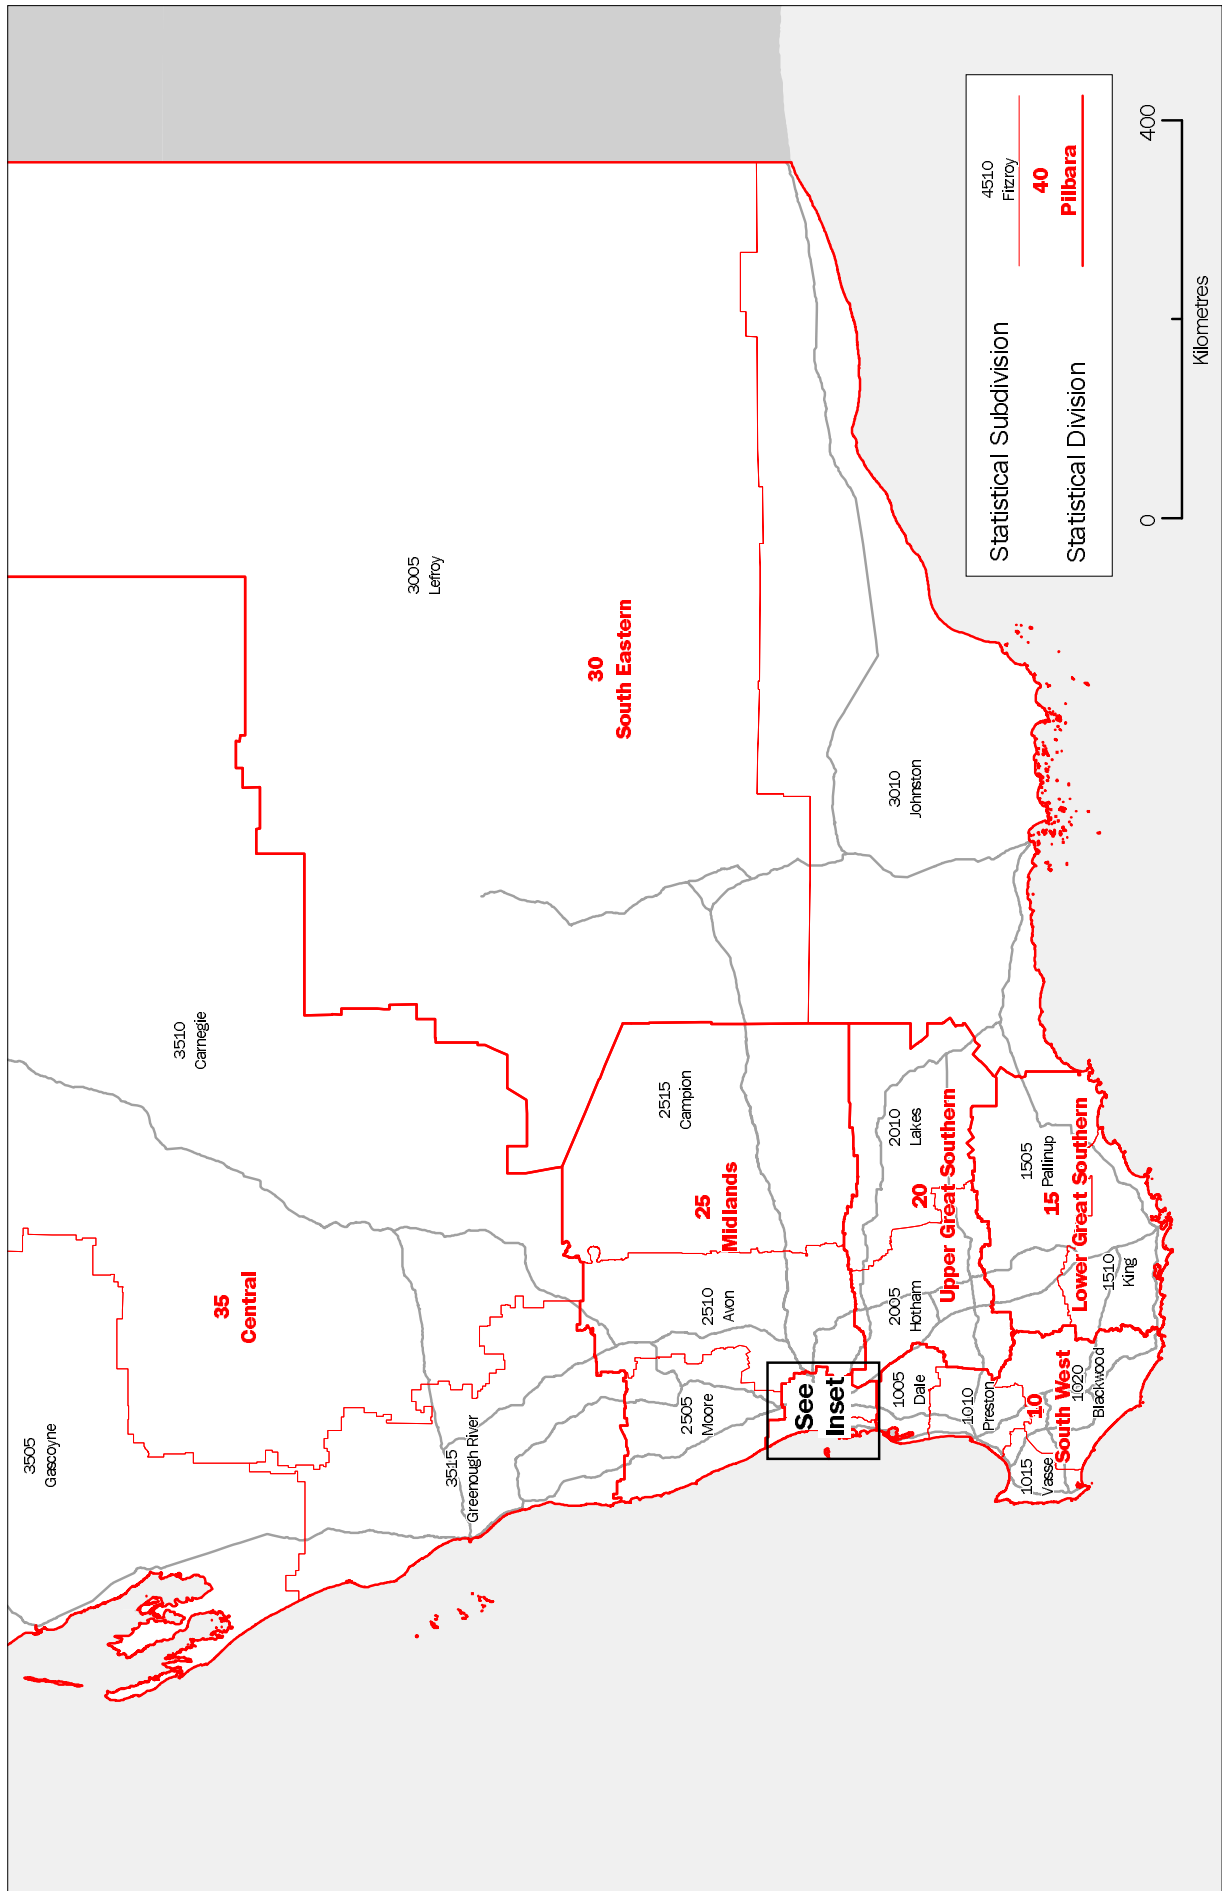 3505
Gascoyne
3510
Carnegie
35
Central
3005
Lefroy
3515
Greenough River
30
South Eastern
2515
Campion
25
Midlands
2510
Avon
2505
Moore
See
Inset
3010
Johnston
2010
Lakes
20
Upper Great Southern
2005
Hotham
1005
Dale
1010
Preston
1505
Pallinup
15
Lower Great Southern
1510
King
10
South West
1015
Vasse
1020
Blackwood
Statistical Subdivision
4510
Fitzroy
Statistical Division
40
Pilbara
0
400
Kilometres